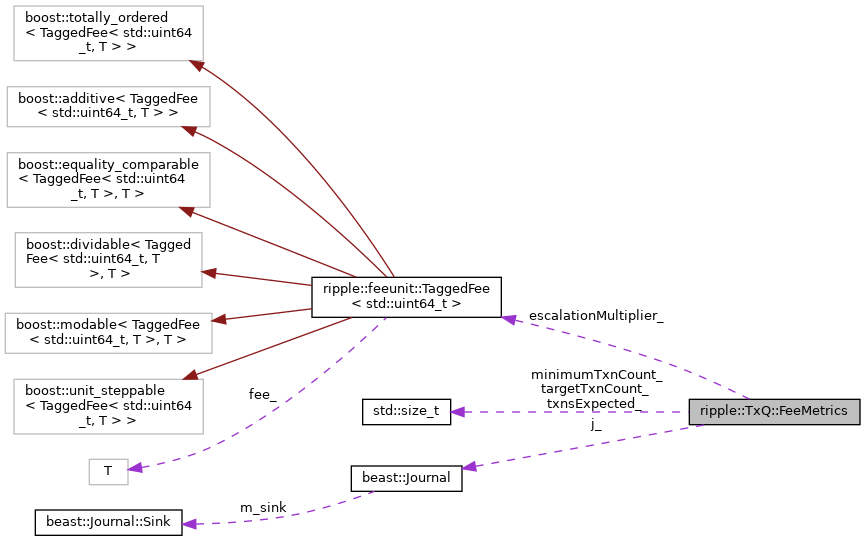 boost::totally_ordered
< TaggedFee< std::uint64
_t, T > >
boost::additive< TaggedFee
< std::uint64_t, T > >
boost::equality_comparable
< TaggedFee< std::uint64
_t, T >, T >
boost::dividable< Tagged
Fee< std::uint64_t, T
>, T >
ripple::feeunit::TaggedFee
< std::uint64_t >
boost::modable< TaggedFee
< std::uint64_t, T >, T >
escalationMultiplier_
boost::unit_steppable
< TaggedFee< std::uint64
_t, T > >
fee_
minimumTxnCount_
targetTxnCount_
txnsExpected_
std::size_t
ripple::TxQ::FeeMetrics
j_
T
beast::Journal
m_sink
beast::Journal::Sink